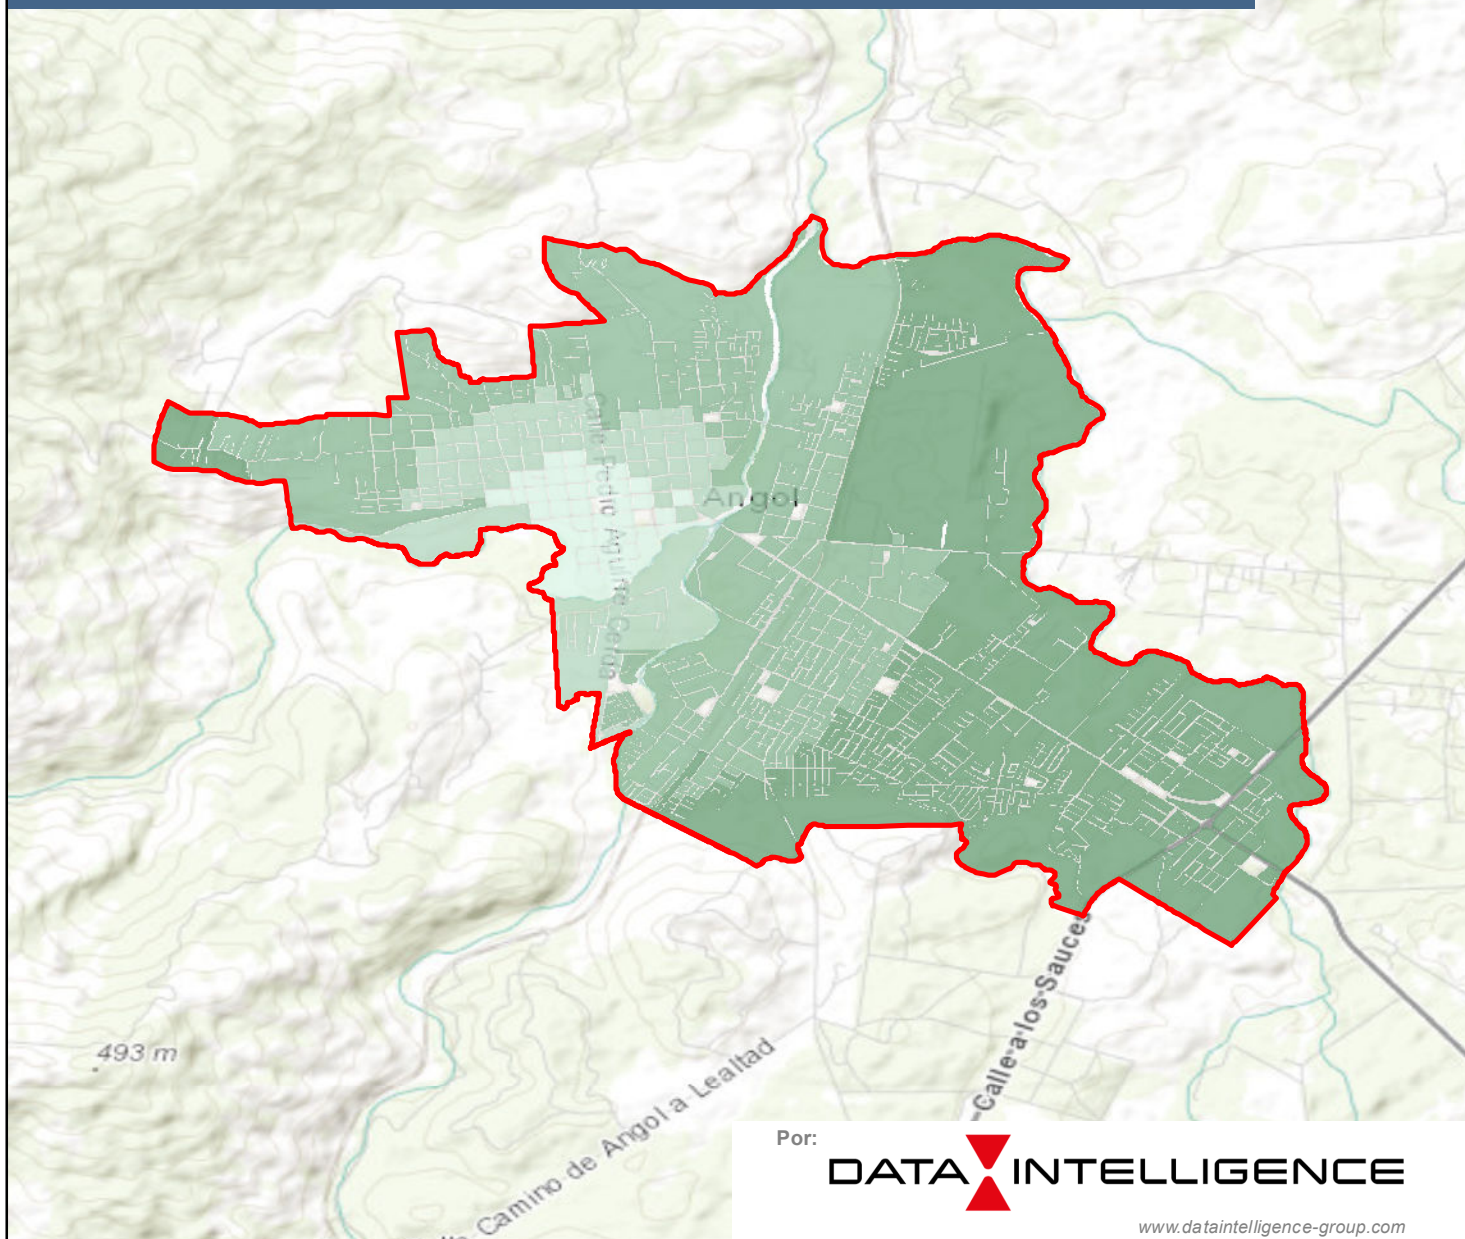 Angol
Calle Pedro Aguirre Cerda
493 m
Camino de Angol a Lealtad
Calle-a-los-Sauces
Por:
DATA INTELLIGENCE
www.dataintelligence-group.com